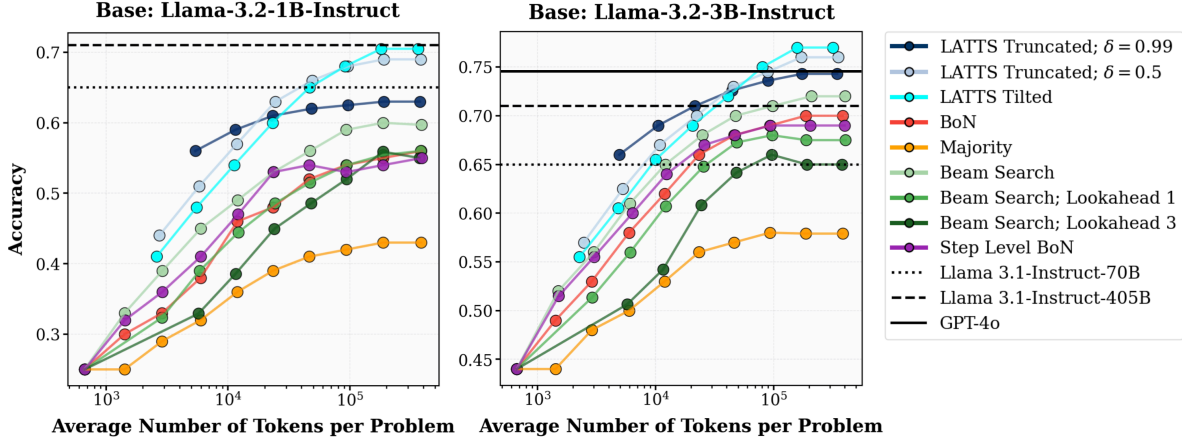 Base: Llama-3.2-1B-Instruct
Accuracy
0.7
0.6
0.5
0.4
0.3
10³
10⁴
10⁵
Average Number of Tokens per Problem
Base: Llama-3.2-3B-Instruct
0.75
0.70
0.65
0.60
0.55
0.50
0.45
10³
10⁴
10⁵
Average Number of Tokens per Problem
LATTS Truncated; δ = 0.99
LATTS Truncated; δ = 0.5
LATTS Tilted
BoN
Majority
Beam Search
Beam Search; Lookahead 1
Beam Search; Lookahead 3
Step Level BoN
Llama 3.1-Instruct-70B
Llama 3.1-Instruct-405B
GPT-4o